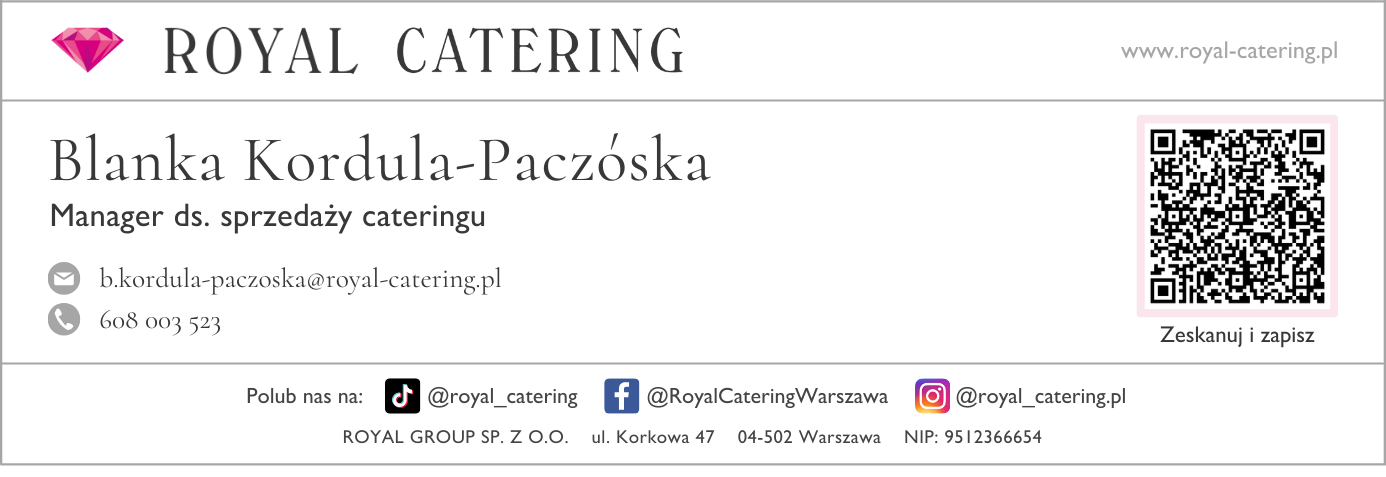 ROYAL CATERING
www.royal-catering.pl
Blanka Kordula-Paczóska
Manager ds. sprzedaży cateringu
b.kordula-paczoska@royal-catering.pl
608 003 523
Zeskanuj i zapisz
Polub nas na: @royal_catering @RoyalCateringWarszawa @royal_catering.pl
ROYAL GROUP SP. Z O.O. ul. Korkowa 47 04-502 Warszawa NIP: 9512366654